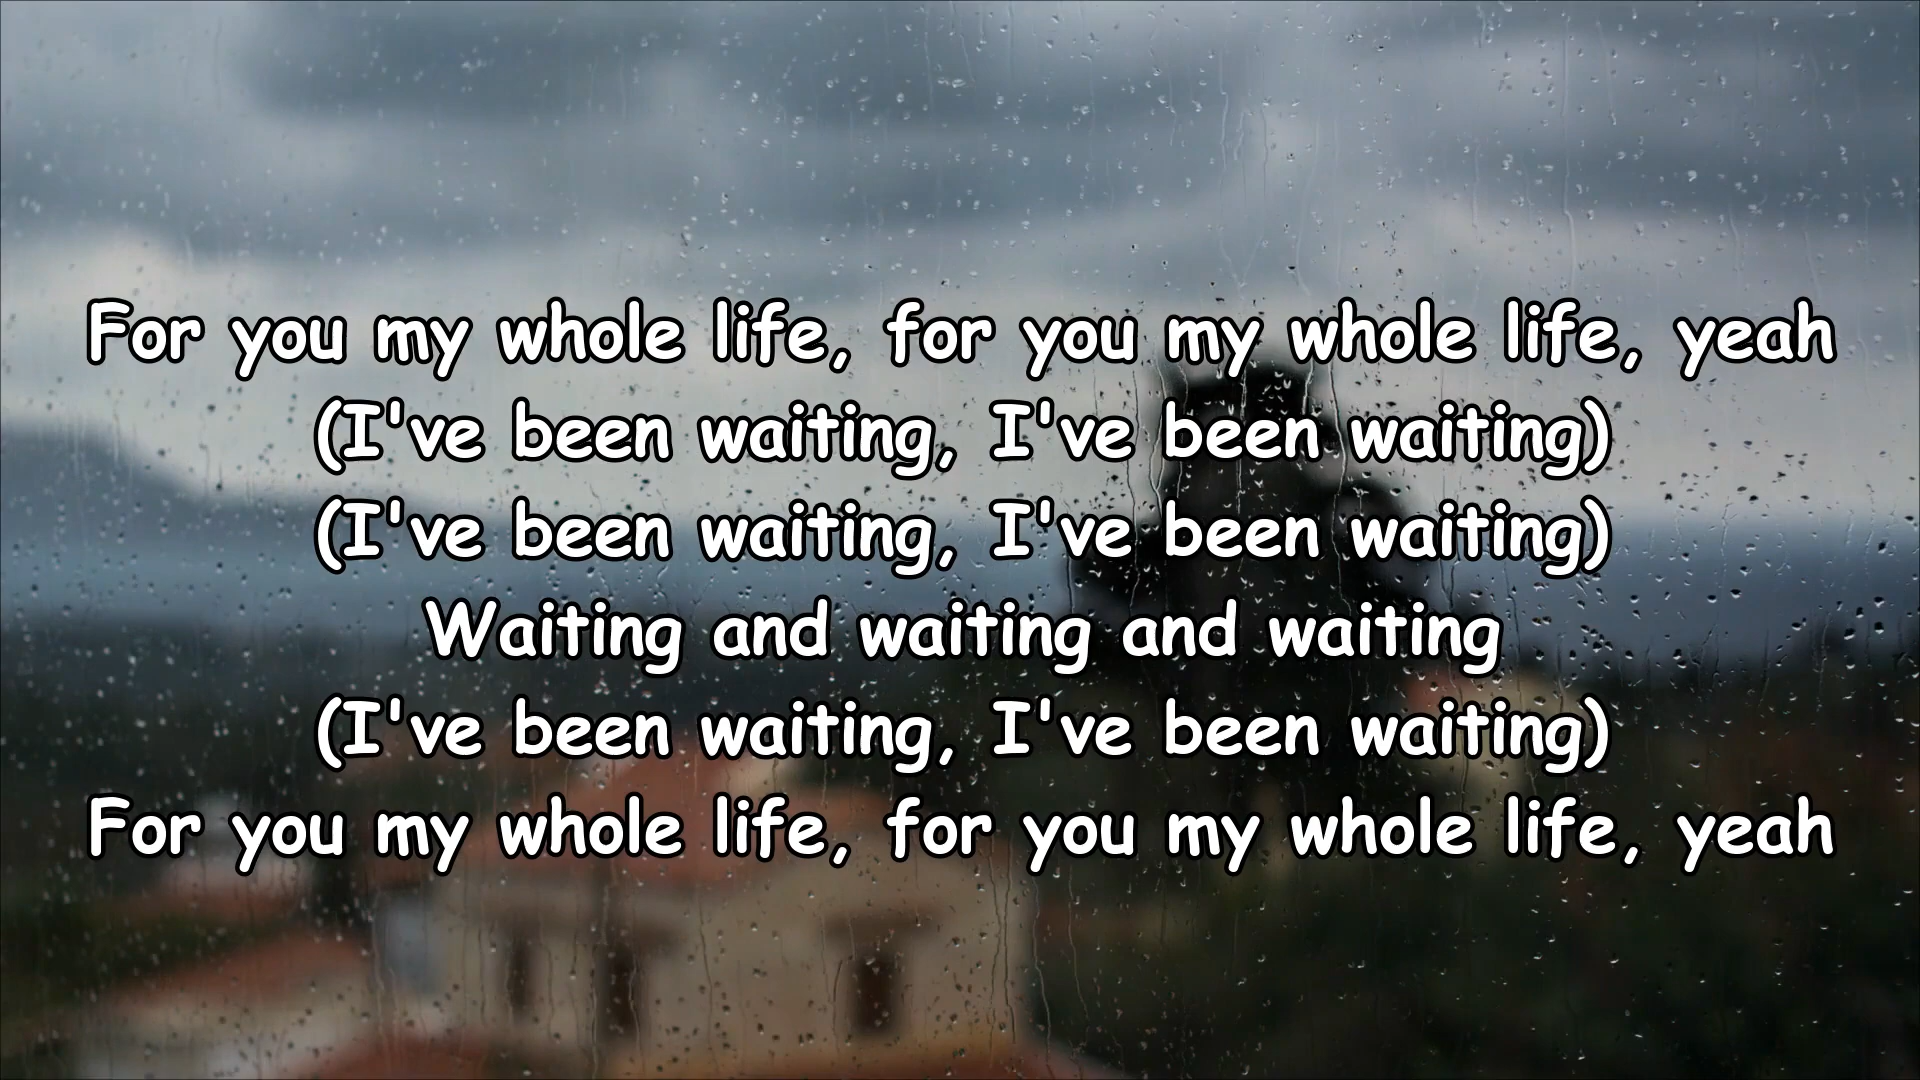 For you my whole life, for you my whole life, yeah
(I've been waiting, I've been waiting)
(I've been waiting, I've been waiting)
Waiting and waiting and waiting
(I've been waiting, I've been waiting)
For you my whole life, for you my whole life, yeah